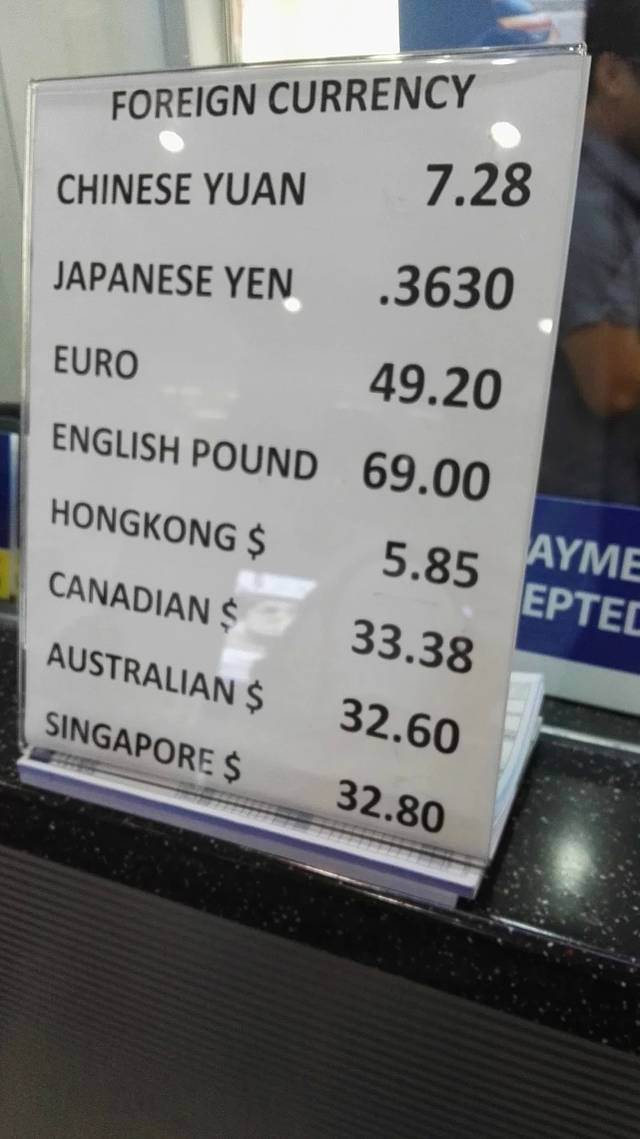 FOREIGN CURRENCY
CHINESE YUAN 7.28
JAPANESE YEN .3630
EURO 49.20
ENGLISH POUND 69.00
HONGKONG $ 5.85
CANADIAN $ 33.38
AUSTRALIAN $ 32.60
SINGAPORE $ 32.80
AYME
EPTED